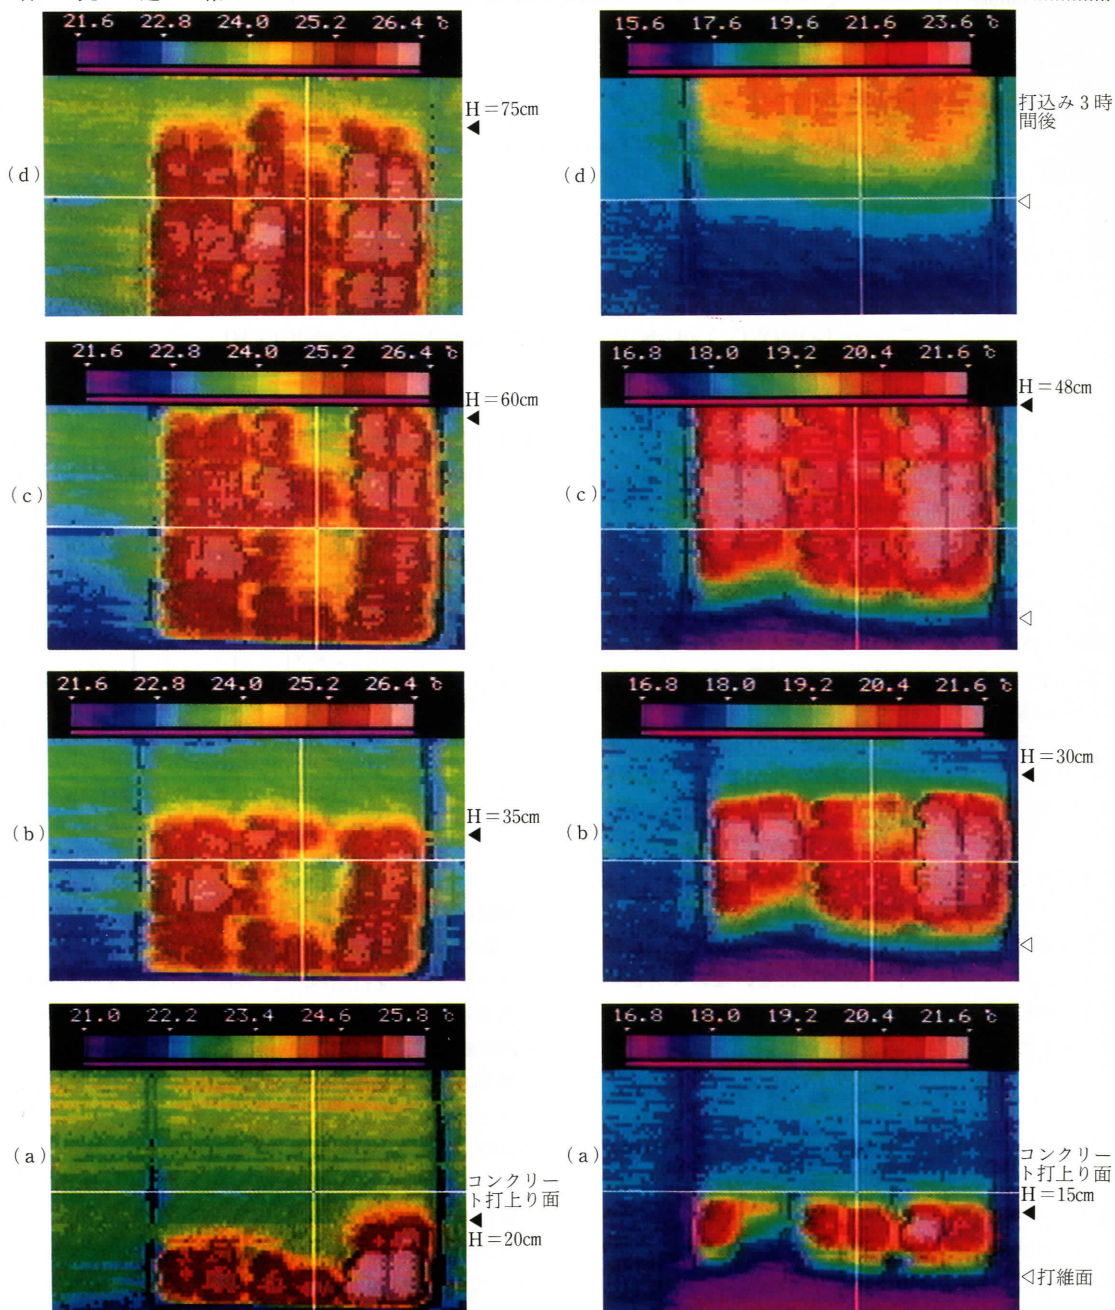 21.6 22.8 24.0 25.2 26.4 ℃
H=75cm
(d)
15.6 17.6 19.6 21.6 23.6 ℃
打込み3時
間後
(d)
21.6 22.8 24.0 25.2 26.4 ℃
H=60cm
(c)
16.8 18.0 19.2 20.4 21.6 ℃
H=48cm
(c)
21.6 22.8 24.0 25.2 26.4 ℃
H=35cm
(b)
16.8 18.0 19.2 20.4 21.6 ℃
H=30cm
(b)
21.0 22.2 23.4 24.6 25.8 ℃
(a)
コンクリー
ト打上り面
H=20cm
16.8 18.0 19.2 20.4 21.6 ℃
(a)
コンクリー
ト打上り面
H=15cm
打維面